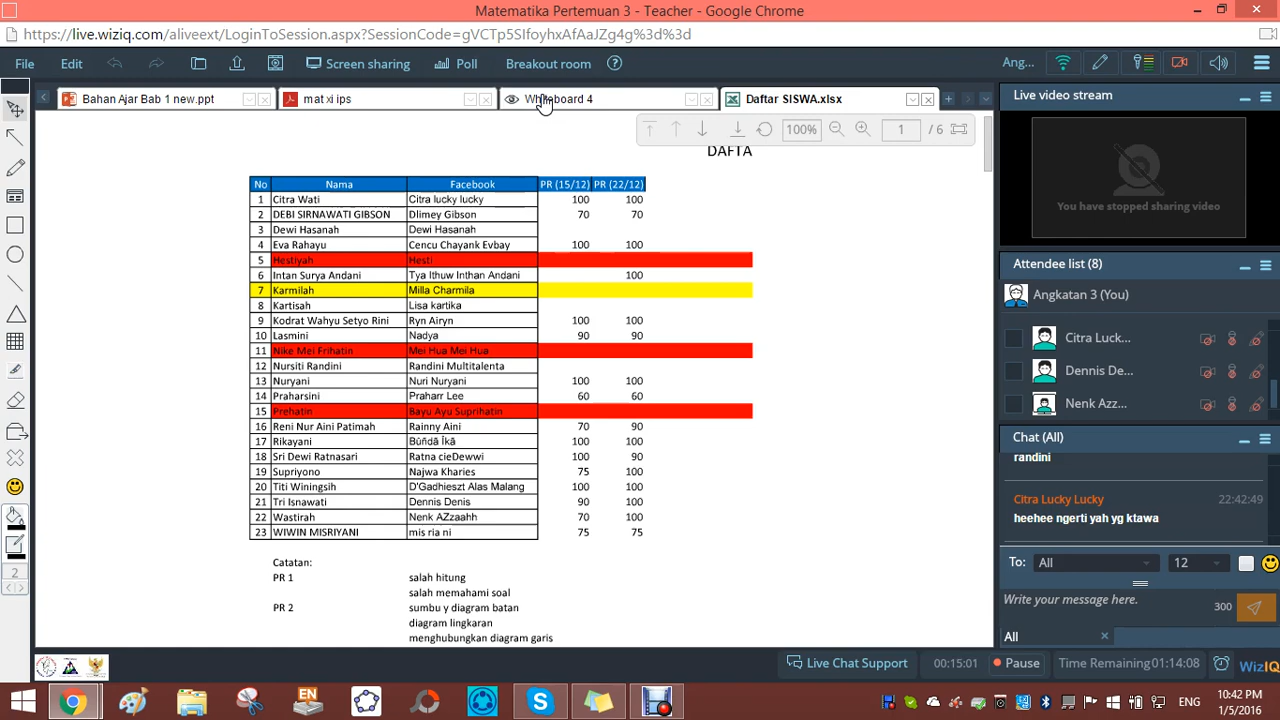 Matematika Pertemuan 3 - Teacher - Google Chrome
https://live.wiziq.com/aliveext/LoginToSession.aspx?SessionCode=gVCTp5SIfoyhxAfAaJZg4g%3d%3d
File Edit Screen sharing Poll Breakout room Ang...
Bahan Ajar Bab 1 new.ppt mat xi ips Whiteboard 4 Daftar SISWA.xlsx
100% 1 / 6
DAFTA
No Nama Facebook PR (15/12) PR (22/12)
1 Citra Wati Citra lucky lucky 100 100
2 DEBI SIRNAWATI GIBSON Dlimey Gibson 70 70
3 Dewi Hasanah Dewi Hasanah
4 Eva Rahayu Cencu Chayank Evbay 100 100
5 Hestiyah Hesti
6 Intan Surya Andani Tya Ithuw Inthan Andani 100
7 Karmilah Milla Charmila
8 Kartisah Lisa kartika
9 Kodrat Wahyu Setyo Rini Ryn Airyn 100 100
10 Lasmini Nadya 90 90
11 Nike Mei Frihatin Mei Hua Mei Hua
12 Nursiti Randini Randini Multitalenta
13 Nuryani Nuri Nuryani 100 100
14 Praharsini Praharr Lee 60 60
15 Prehatin Bayu Ayu Suprihatin
16 Reni Nur Aini Patimah Rainny Aini 70 90
17 Rikayani Búñdã Îkã 100 100
18 Sri Dewi Ratnasari Ratna cieDewwi 100 90
19 Supriyono Najwa Kharies 75 100
20 Titi Winingsih D'Gadhieszt Alas Malang 100 100
21 Tri Isnawati Dennis Denis 90 100
22 Wastirah Nenk AZzaahh 70 100
23 WIWIN MISRIYANI mis ria ni 75 75
Catatan:
PR 1 salah hitung
salah memahami soal
PR 2 sumbu y diagram batan
diagram lingkaran
menghubungkan diagram garis
2
Live video stream
You have stopped sharing video
Attendee list (8)
Angkatan 3 (You)
Citra Luck...
Dennis De...
Nenk Azz...
Chat (All)
randini
Citra Lucky Lucky 22:42:49
heehee ngerti yah yg ktawa
To: All 12
Write your message here. 300
All
Live Chat Support 00:15:01 Pause Time Remaining 01:14:08 WizIQ
EN
ENG 10:42 PM
1/5/2016